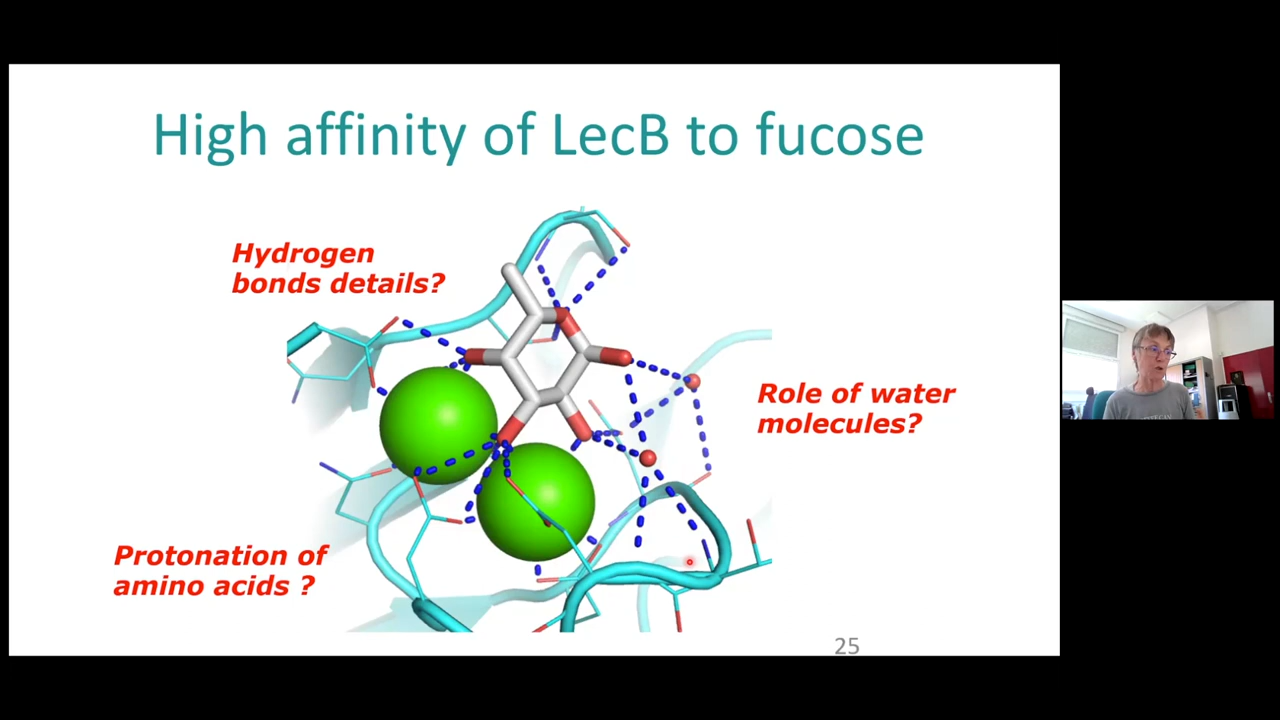 High affinity of LecB to fucose
Hydrogen
bonds details?
Role of water
molecules?
Protonation of
amino acids ?
25